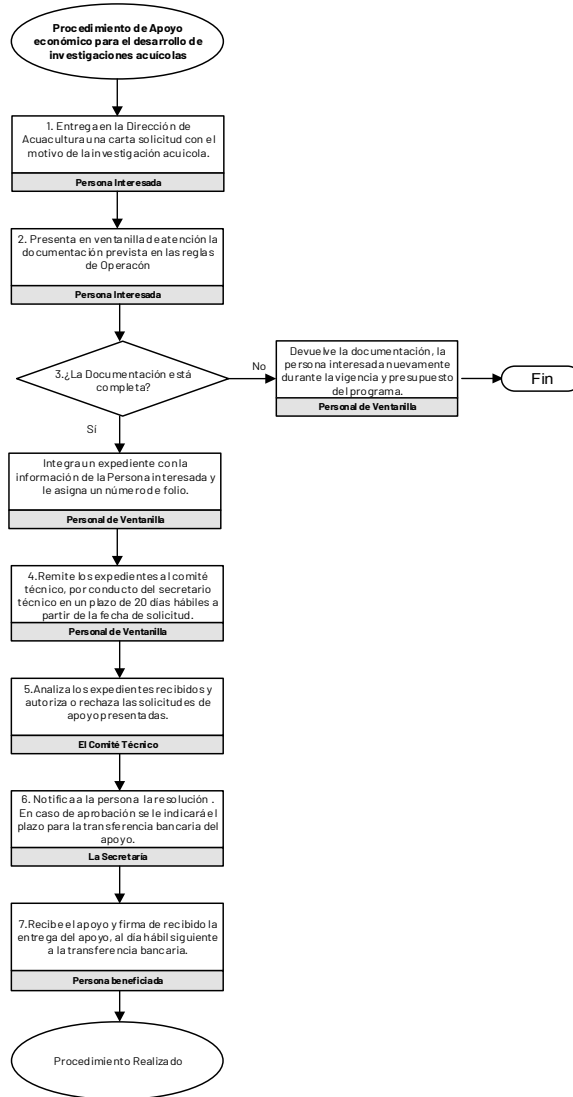 Procedimiento de Apoyo
económico para el desarrollo de
investigaciones acuícolas
1. Entrega en la Dirección de
Acuacultura una carta solicitud con el
motivo de la investigación acuicola.
Persona Interesada
2. Presenta en ventanilla de atención la
documentación prevista en las reglas
de Operacón
Persona Interesada
3.¿La Documentación está
completa?
No
Devuelve la documentación, la
persona interesada nuevamente
durante la vigencia y presupuesto
del programa.
Personal de Ventanilla
Fin
Sí
Integra un expediente con la
información de la Persona interesada y
le asigna un número de folio.
Personal de Ventanilla
4.Remite los expedientes al comité
técnico, por conducto del secretario
técnico en un plazo de 20 días hábiles a
partir de la fecha de solicitud.
Personal de Ventanilla
5.Analiza los expedientes recibidos y
autoriza o rechaza las solicitudes de
apoyo presentadas.
El Comité Técnico
6. Notifica a la persona la resolución .
En caso de aprobación se le indicará el
plazo para la transferencia bancaria del
apoyo.
La Secretaría
7.Recibe el apoyo y firma de recibido la
entrega del apoyo, al día hábil siguiente
a la transferencia bancaria.
Persona beneficiada
Procedimiento Realizado